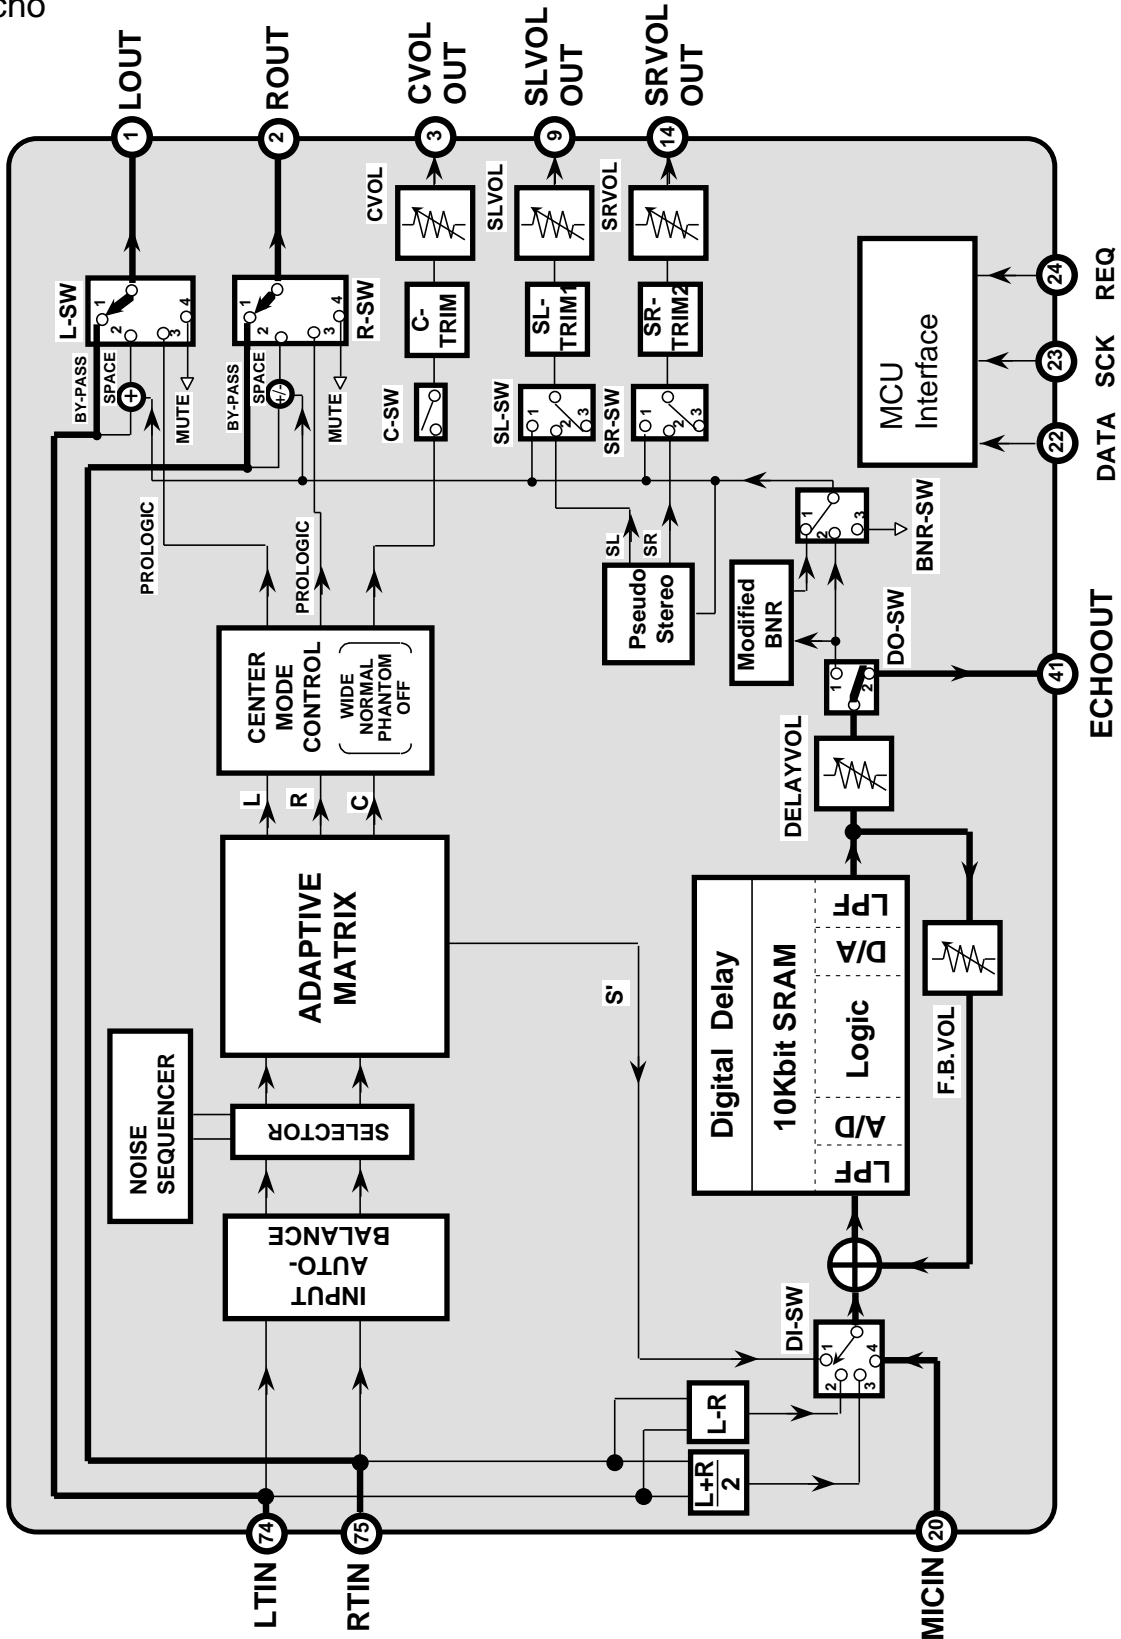 cho
LOUT
ROUT
CVOL
OUT
SLVOL
OUT
SRVOL
OUT
1
2
3
9
14
L-SW
1
2
3
4
BY-PASS
SPACE
+
MUTE
R-SW
1
2
3
4
BY-PASS
SPACE
+/-
MUTE
CVOL
SLVOL
SRVOL
C-
TRIM
SL-
TRIM1
SR-
TRIM2
C-SW
SL-SW
1
2
3
SR-SW
1
2
3
MCU
Interface
24
REQ
23
SCK
22
DATA
PROLOGIC
PROLOGIC
SL
SR
Pseudo
Stereo
Modified
BNR
1
2
3
BNR-SW
DO-SW
1
2
41
ECHOOUT
CENTER
MODE
CONTROL
WIDE
NORMAL
PHANTOM
OFF
L
R
C
DELAYVOL
ADAPTIVE
MATRIX
S'
Digital Delay
10Kbit SRAM
LPF
A/D
Logic
D/A
LPF
F.B.VOL
NOISE
SEQUENCER
SELECTOR
INPUT
AUTO-
BALANCE
DI-SW
1
2
3
4
L-R
L+R
2
74
LTIN
75
RTIN
20
MICIN